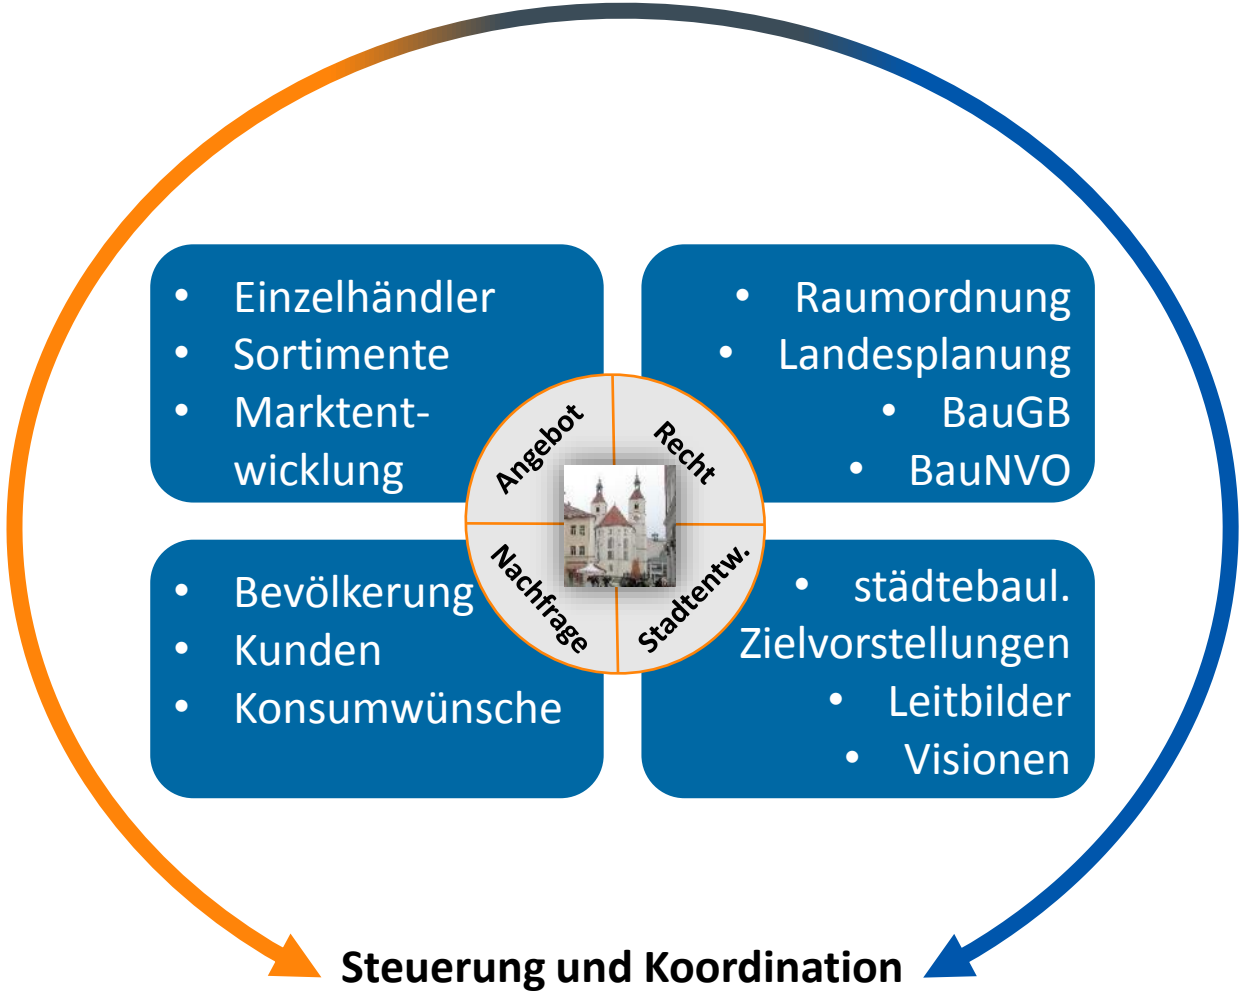 • Einzelhändler
• Sortimente
• Marktent-
wicklung
• Raumordnung
• Landesplanung
• BauGB
• BauNVO
Angebot
Recht
Nachfrage
Stadtentw.
• Bevölkerung
• Kunden
• Konsumwünsche
• städtebaul.
Zielvorstellungen
• Leitbilder
• Visionen
Steuerung und Koordination